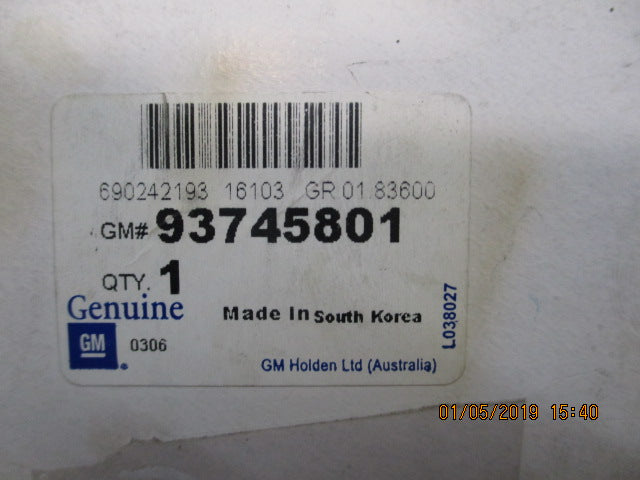 690242193 16103 GR 01.83600
GM# 93745801
QTY. 1
Genuine
Made In South Korea
GM
0306
GM Holden Ltd (Australia)
L038027
01/05/2019 15:40